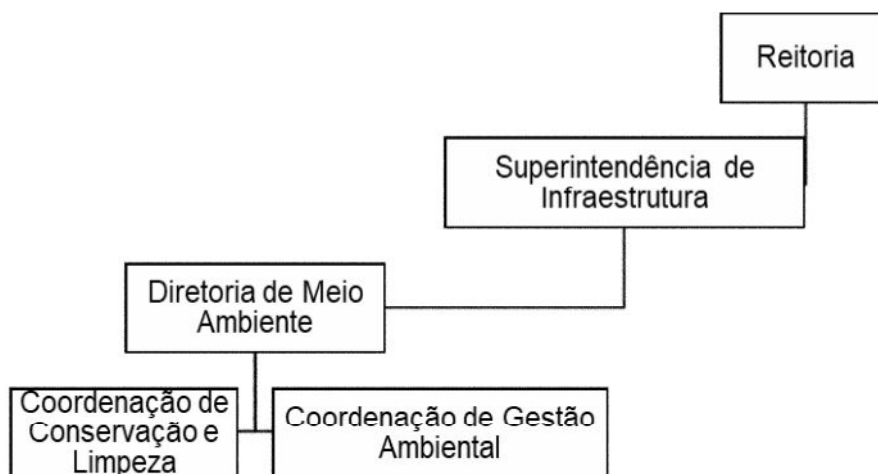 Reitoria
Superintendência de
Infraestrutura
Diretoria de Meio
Ambiente
Coordenação de
Conservação e
Limpeza
Coordenação de Gestão
Ambiental